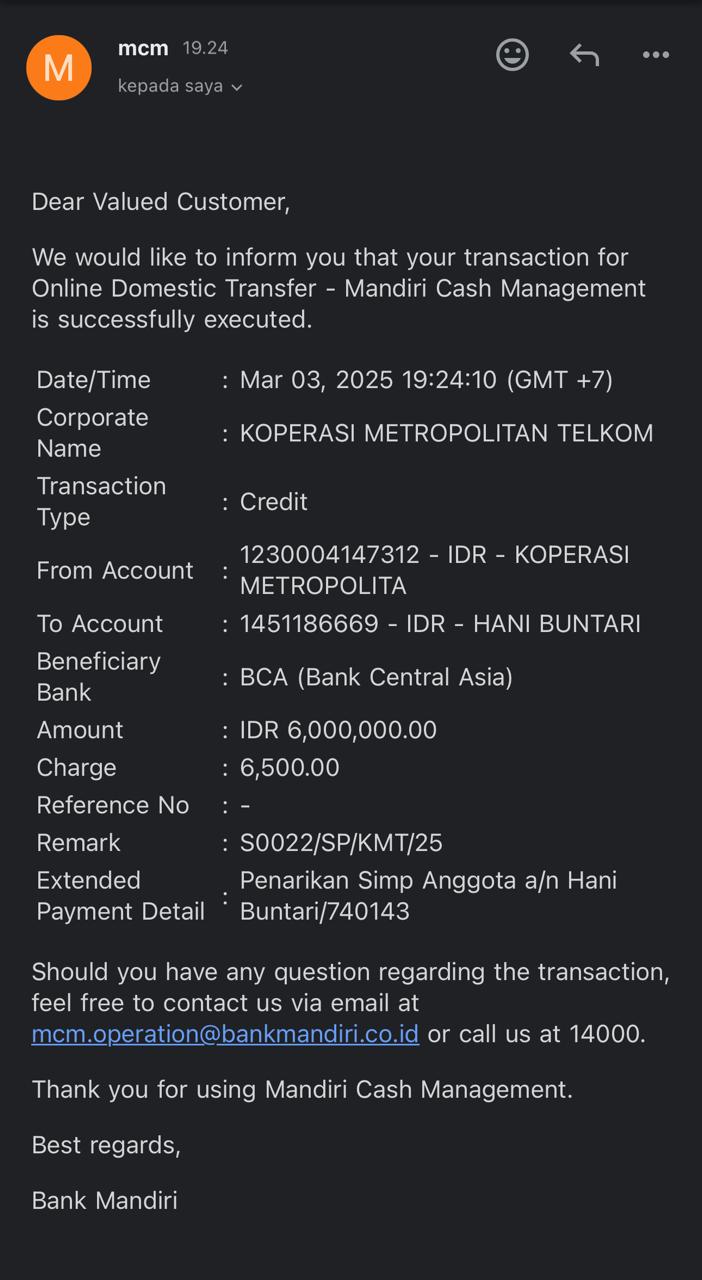 M
mcm 19.24
kepada saya
Dear Valued Customer,
We would like to inform you that your transaction for
Online Domestic Transfer - Mandiri Cash Management
is successfully executed.
Date/Time : Mar 03, 2025 19:24:10 (GMT +7)
Corporate
Name : KOPERASI METROPOLITAN TELKOM
Transaction
Type : Credit
From Account : 1230004147312 - IDR - KOPERASI
METROPOLITA
To Account : 1451186669 - IDR - HANI BUNTARI
Beneficiary
Bank : BCA (Bank Central Asia)
Amount : IDR 6,000,000.00
Charge : 6,500.00
Reference No : -
Remark : S0022/SP/KMT/25
Extended Payment Detail : Penarikan Simp Anggota a/n Hani
Buntari/740143
Should you have any question regarding the transaction,
feel free to contact us via email at
mcm.operation@bankmandiri.co.id or call us at 14000.
Thank you for using Mandiri Cash Management.
Best regards,
Bank Mandiri